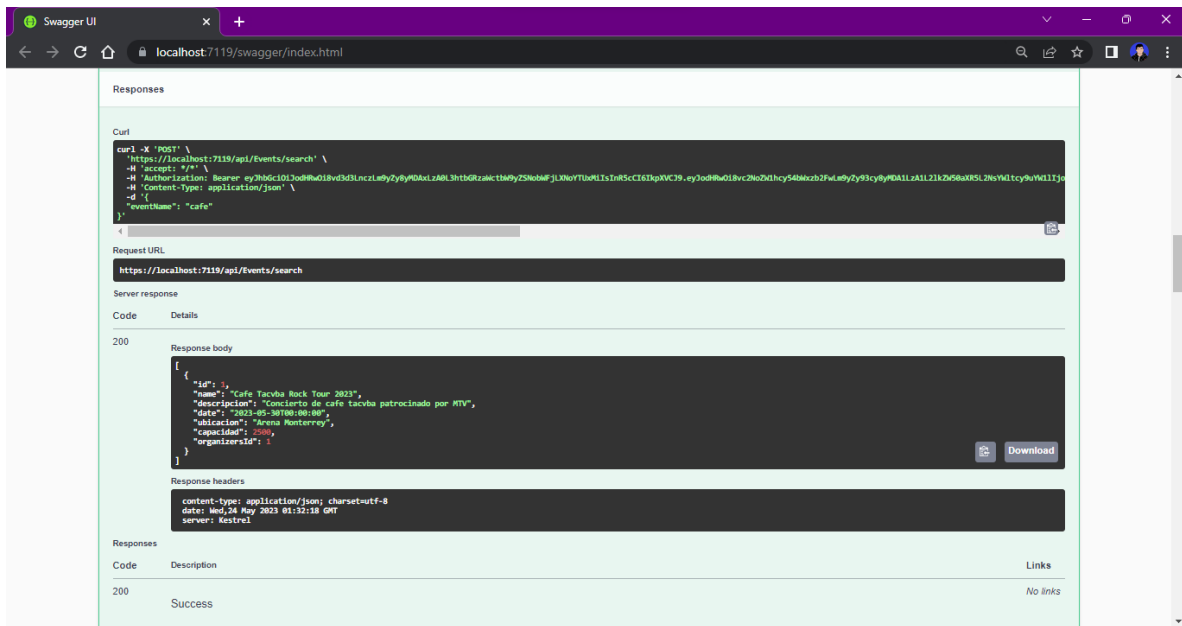 Swagger UI
localhost:7119/swagger/index.html
Responses
Curl
curl -X 'POST' \
'https://localhost:7119/api/Events/search' \
-H 'accept: */*' \
-H 'Authorization: Bearer
-H 'Content-Type: application/json' \
-d '{
"eventName": "cafe"
}'
Request URL
https://localhost:7119/api/Events/search
Server response
Code Details
200
Response body
[
{
"id": 1,
"name": "Cafe Tacvba Rock Tour 2023",
"descripcion": "Concierto de cafe tacvba patrocinado por MTV",
"date": "2023-05-30T00:00:00",
"ubicacion": "Arena Monterrey",
"capacidad": 2500,
"organizersId": 1
}
]
Download
Response headers
content-type: application/json; charset=utf-8
date: Wed,24 May 2023 01:32:18 GMT
server: Kestrel
Responses
Code Description Links
200 No links
Success